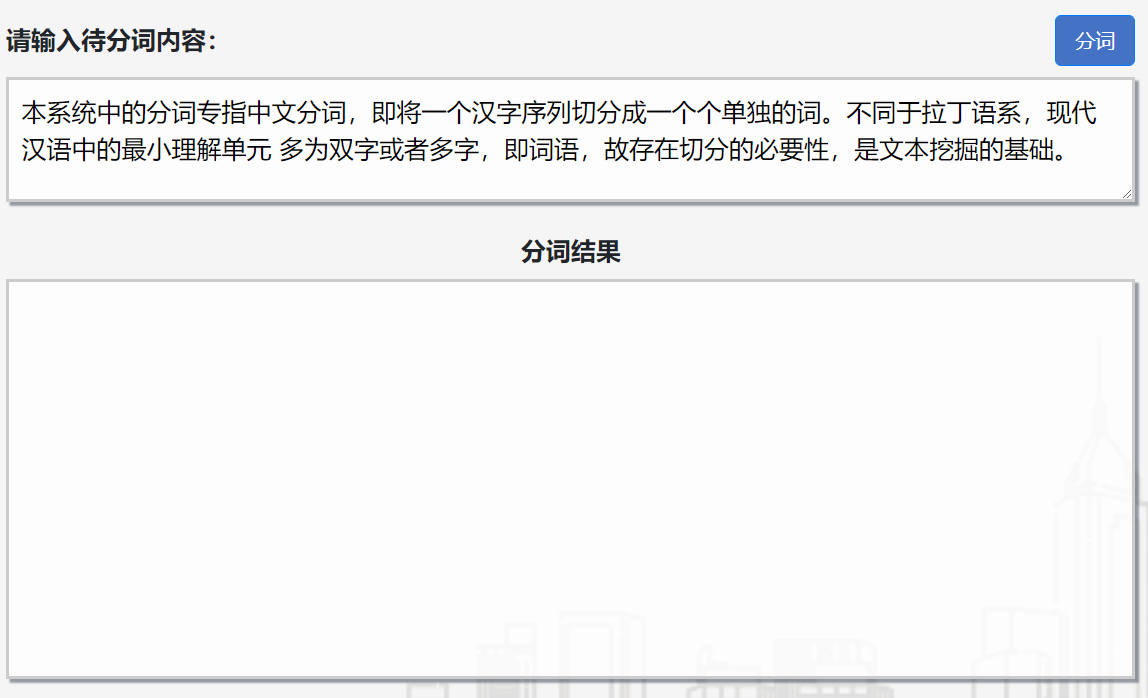 请输入待分词内容：
分词
本系统中的分词专指中文分词，即将一个汉字序列切分成一个个单独的词。不同于拉丁语系，现代
汉语中的最小理解单元 多为双字或者多字，即词语，故存在切分的必要性，是文本挖掘的基础。
分词结果